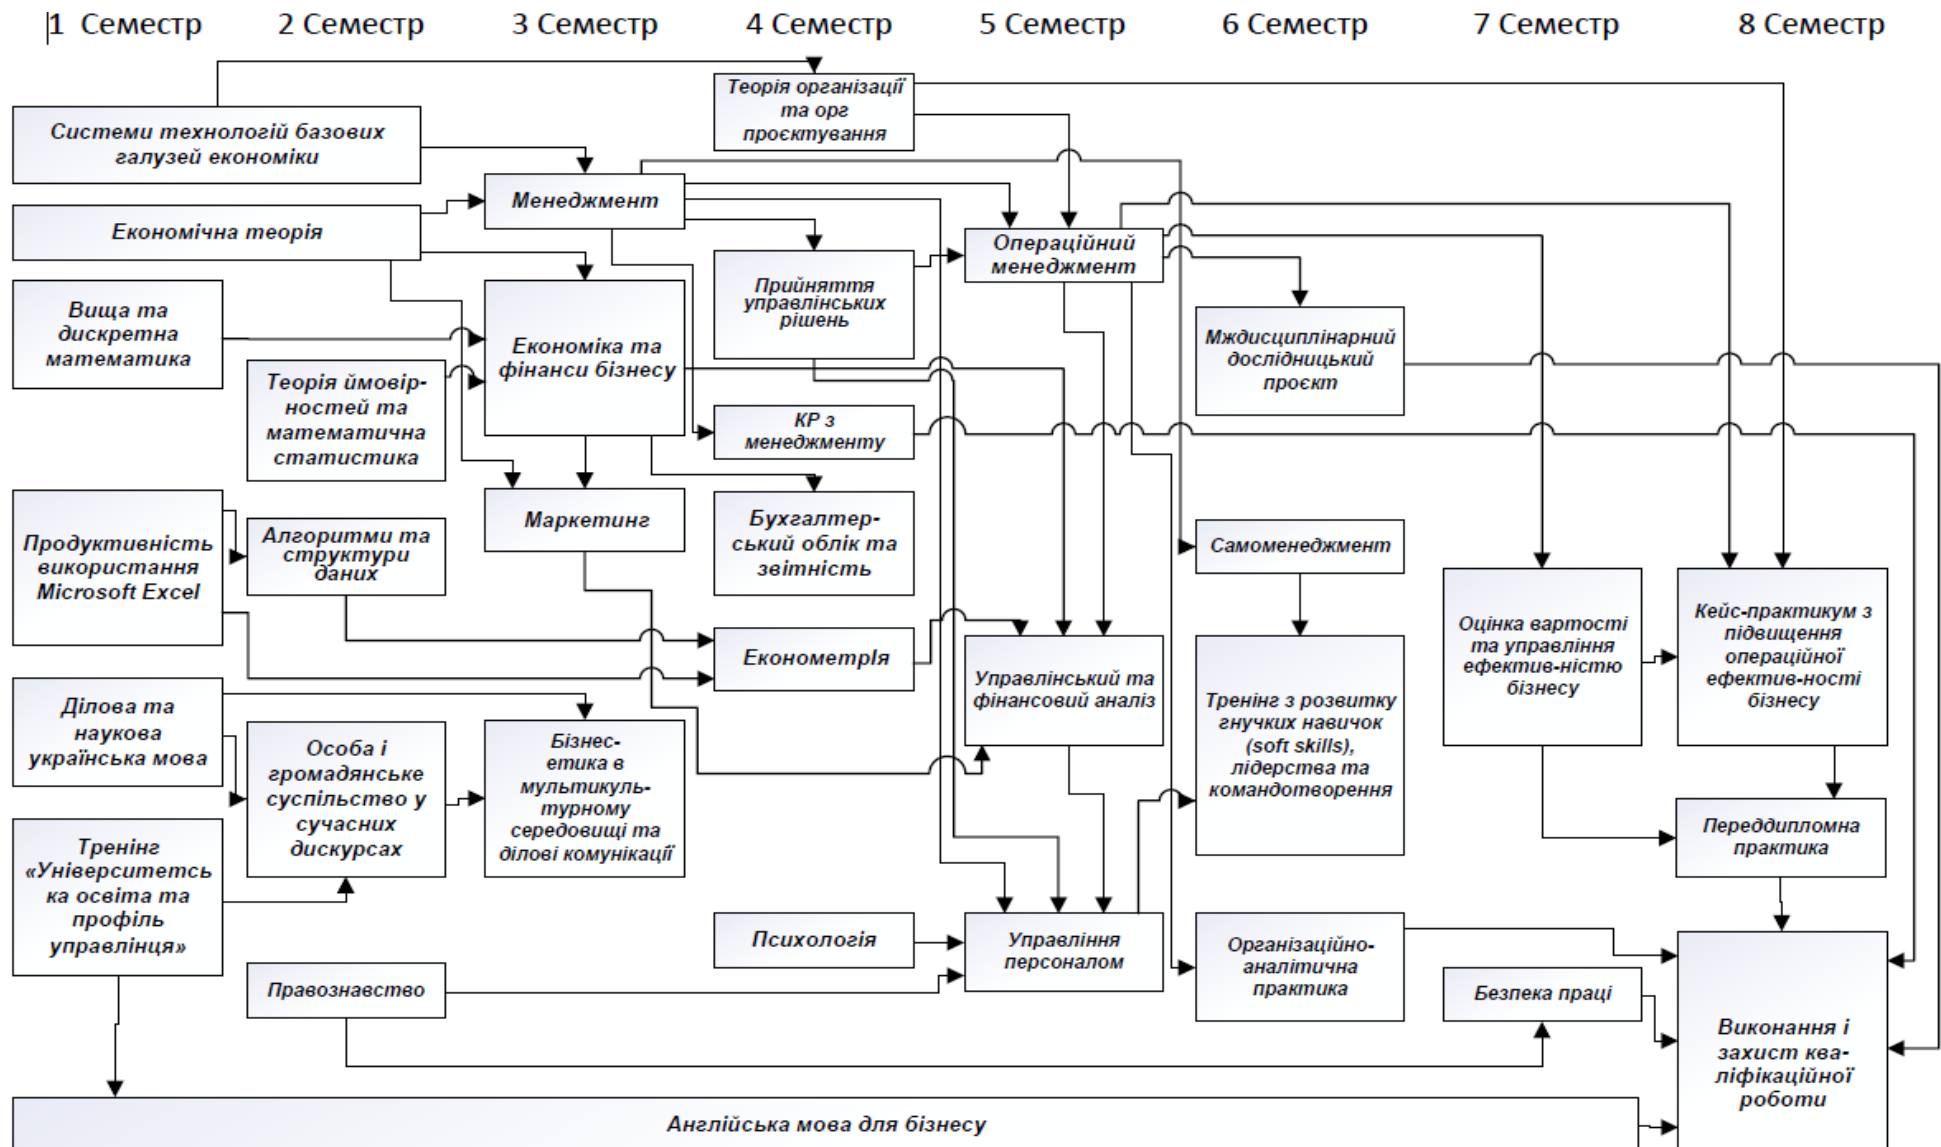 1 Семестр
2 Семестр
3 Семестр
4 Семестр
5 Семестр
6 Семестр
7 Семестр
8 Семестр
Системи технологій базових
галузей економіки
Економічна теорія
Вища та
дискретна
математика
Продуктивність
використання
Microsoft Excel
Ділова та
наукова
українська мова
Тренінг
«Університетсь
ка освіта та
профіль
управлінця»
Теорія ймовір-
ностей та
математична
статистика
Алгоритми та
структури
даних
Особа і
громадянське
суспільство у
сучасних
дискурсах
Правознавство
Менеджмент
Економіка та
фінанси бізнесу
Маркетинг
Бізнес-
етика в
мультикуль-
турному
середовищі та
ділові комунікації
Теорія організації
та орг
проєктування
Прийняття
управлінських
рішень
КР з
менеджменту
Бухгалтер-
ський облік та
звітність
ЕконометрІя
Психологія
Операційний
менеджмент
Управлінський та
фінансовий аналіз
Управління
персоналом
Мждисциплінарний
дослідницький
проєкт
Самоменеджмент
Тренінг з розвитку
гнучких навичок
(soft skills),
лідерства та
командотворення
Організаційно-
аналітична
практика
Оцінка вартості
та управління
ефектив-ністю
бізнесу
Безпека праці
Кейс-практикум з
підвищення
операційної
ефектив-ності
бізнесу
Переддипломна
практика
Виконання і
захист ква-
ліфікаційної
роботи
Англійська мова для бізнесу